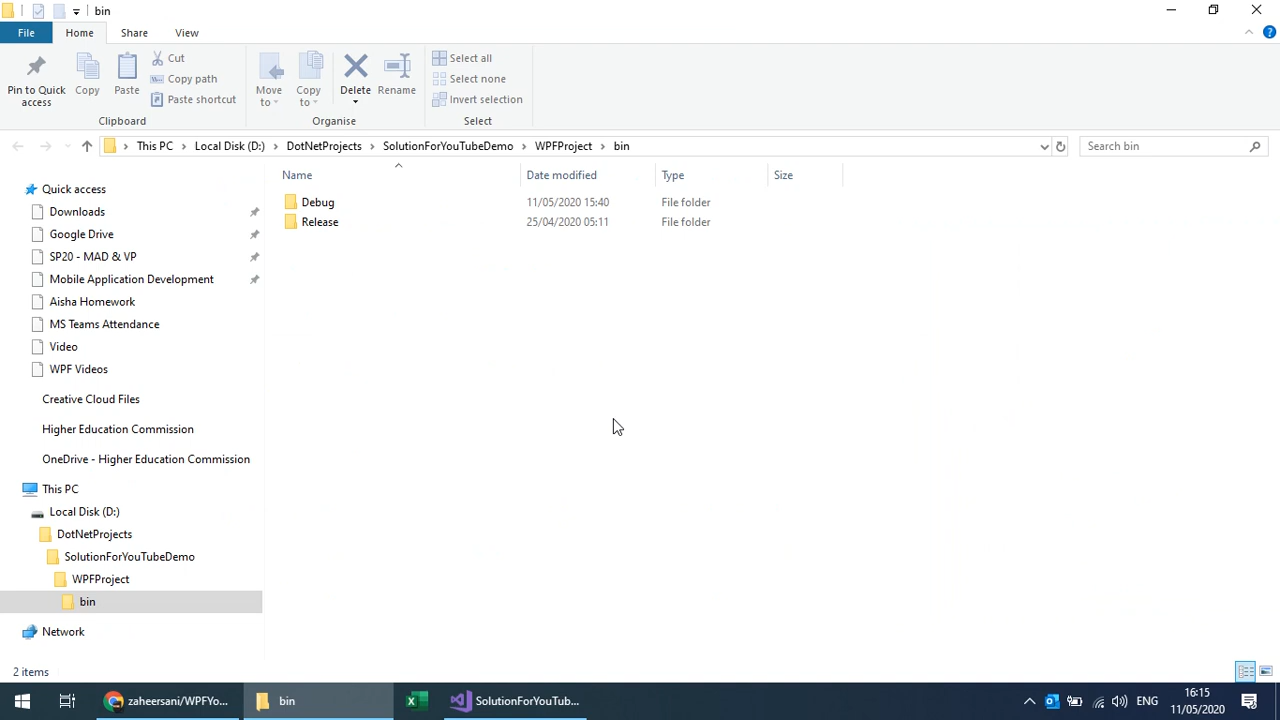 bin
File Home Share View
Pin to Quick access
Copy
Paste
Cut
Copy path
Paste shortcut
Clipboard
Move to
Copy to
Delete
Rename
Organise
Select all
Select none
Invert selection
Select
This PC Local Disk (D:) DotNetProjects SolutionForYouTubeDemo WPFProject bin
Search bin
Name Date modified Type Size
Debug 11/05/2020 15:40 File folder
Release 25/04/2020 05:11 File folder
Quick access
Downloads
Google Drive
SP20 - MAD & VP
Mobile Application Development
Aisha Homework
MS Teams Attendance
Video
WPF Videos
Creative Cloud Files
Higher Education Commission
OneDrive - Higher Education Commission
This PC
Local Disk (D:)
DotNetProjects
SolutionForYouTubeDemo
WPFProject
bin
Network
2 items
zaheersani/WPFYo... bin SolutionForYouTub... ENG 16:15
11/05/2020